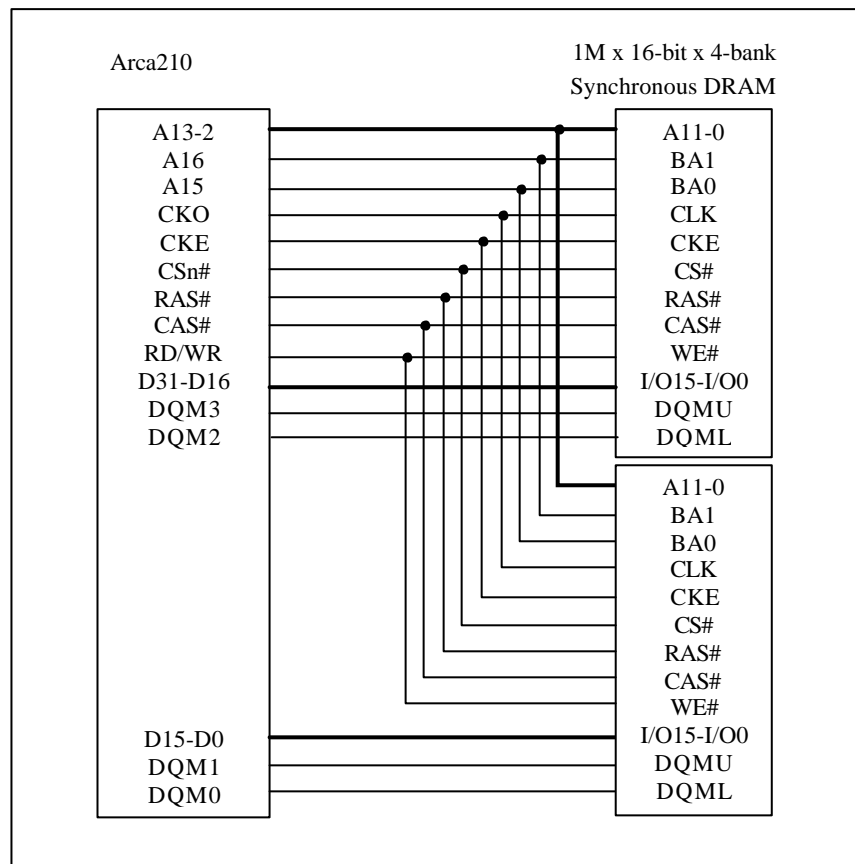 Arca210
1M x 16-bit x 4-bank
Synchronous DRAM
A13-2
A16
A15
CKO
CKE
CSn#
RAS#
CAS#
RD/WR
D31-D16
DQM3
DQM2
D15-D0
DQM1
DQM0
A11-0
BA1
BA0
CLK
CKE
CS#
RAS#
CAS#
WE#
I/O15-I/O0
DQMU
DQML
A11-0
BA1
BA0
CLK
CKE
CS#
RAS#
CAS#
WE#
I/O15-I/O0
DQMU
DQML